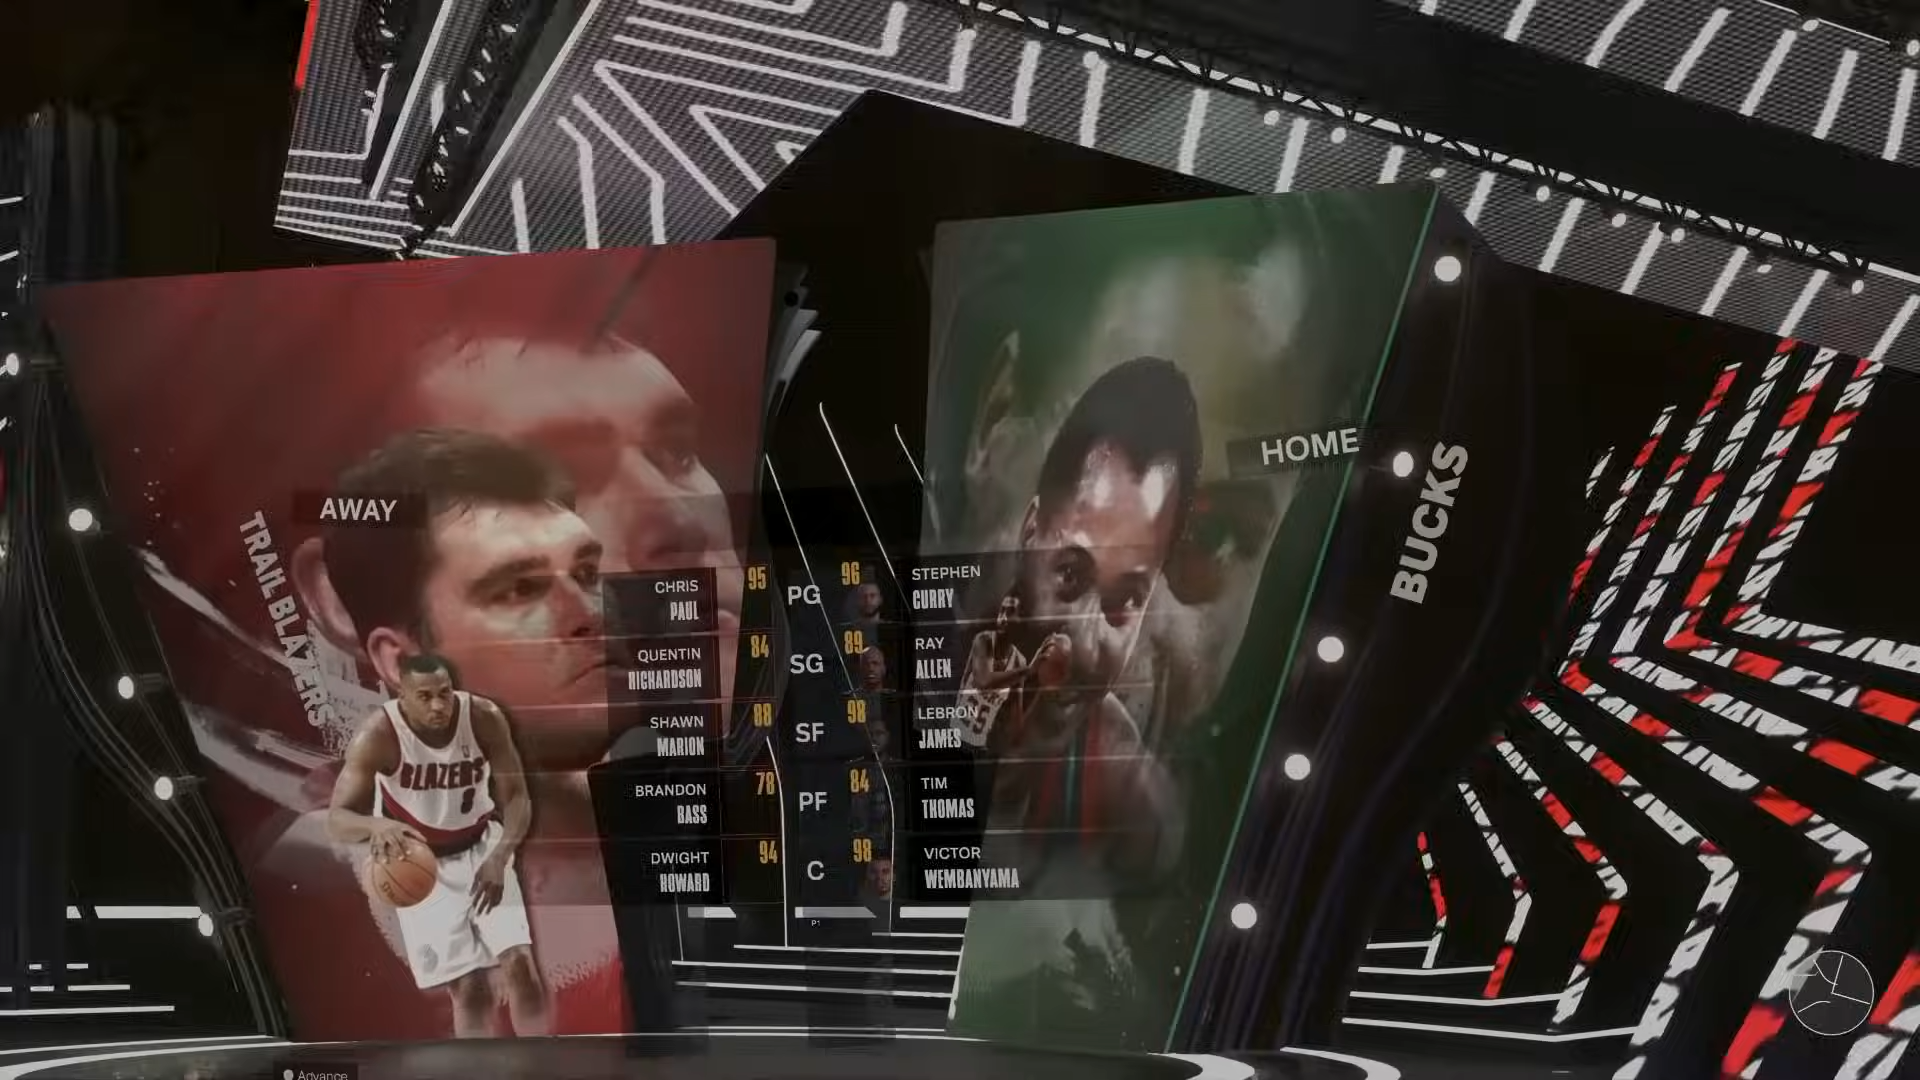 AWAY
TRAIL BLAZERS
HOME
BUCKS
CHRIS
PAUL
95
PG
96
STEPHEN
CURRY
QUENTIN
RICHARDSON
84
SG
89
RAY
ALLEN
SHAWN
MARION
88
SF
98
LEBRON
JAMES
BRANDON
BASS
78
PF
84
TIM
THOMAS
DWIGHT
HOWARD
94
C
98
VICTOR
WEMBANYAMA
BLAZERS
8
P1
Advance